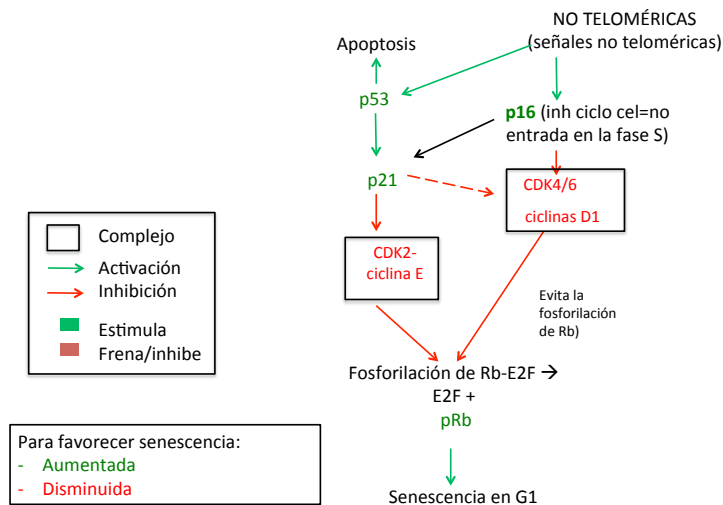 NO TELOMÉRICAS
(señales no teloméricas)
Apoptosis
p53
p16 (inh ciclo cel=no
entrada en la fase S)
p21
CDK4/6
ciclinas D1
Complejo
Activación
Inhibición
Estimula
Frena/inhibe
CDK2-
ciclina E
Evita la
fosforilación
de Rb)
Fosforilación de Rb-E2F →
E2F +
pRb
Para favorecer senescencia:
- Aumentada
- Disminuida
Senescencia en G1